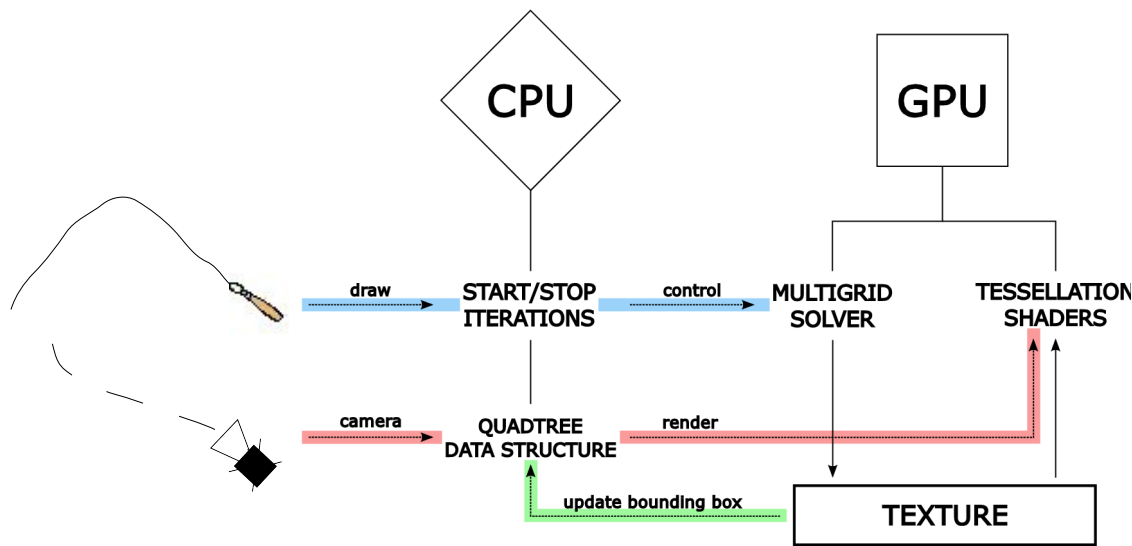 CPU
GPU
draw
START/STOP
ITERATIONS
control
MULTIGRID
SOLVER
TESSELLATION
SHADERS
camera
QUADTREE
DATA STRUCTURE
render
update bounding box
TEXTURE